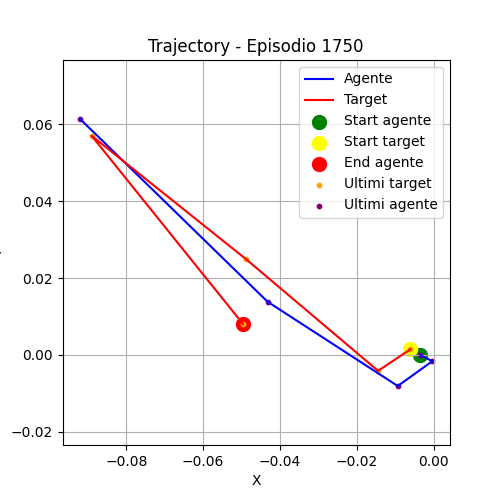 Trajectory - Episodio 1750
Agente
Target
Start agente
Start target
End agente
Ultimi target
Ultimi agente
0.06
0.04
0.02
0.00
−0.02
−0.08
−0.06
−0.04
−0.02
0.00
X